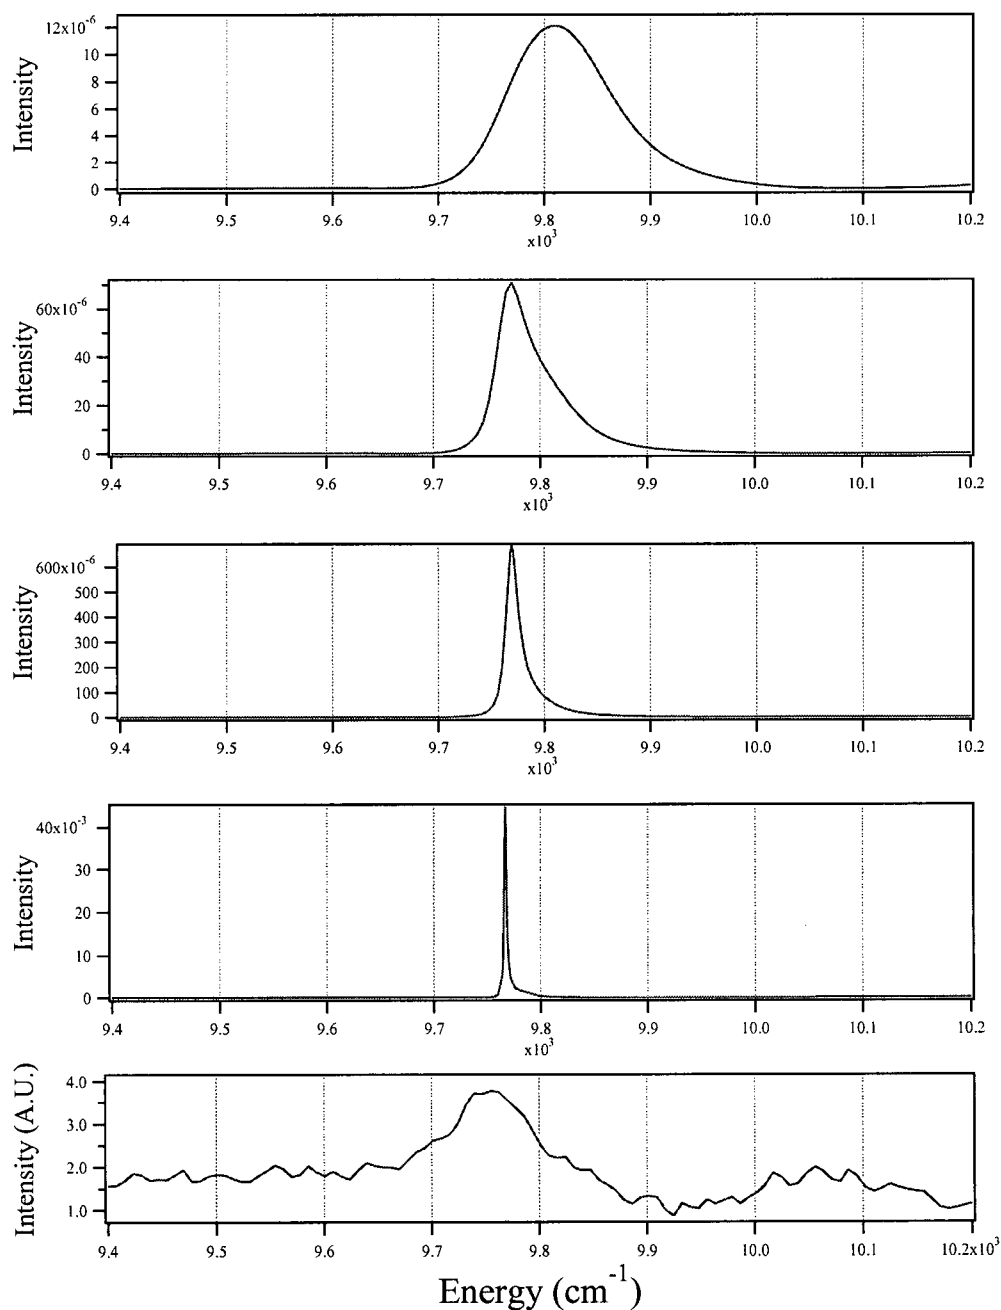 12x10⁻⁶
10
8
6
4
2
0
Intensity
9.4 9.5 9.6 9.7 9.8 9.9 10.0 10.1 10.2
x10³
60x10⁻⁶
40
20
0
Intensity
9.4 9.5 9.6 9.7 9.8 9.9 10.0 10.1 10.2
x10³
600x10⁻⁶
500
400
300
200
100
0
Intensity
9.4 9.5 9.6 9.7 9.8 9.9 10.0 10.1 10.2
x10³
40x10⁻³
30
20
10
0
Intensity
9.4 9.5 9.6 9.7 9.8 9.9 10.0 10.1 10.2
x10³
4.0
3.0
2.0
1.0
Intensity (A.U.)
9.4 9.5 9.6 9.7 9.8 9.9 10.0 10.1 10.2x10³
Energy (cm⁻¹)